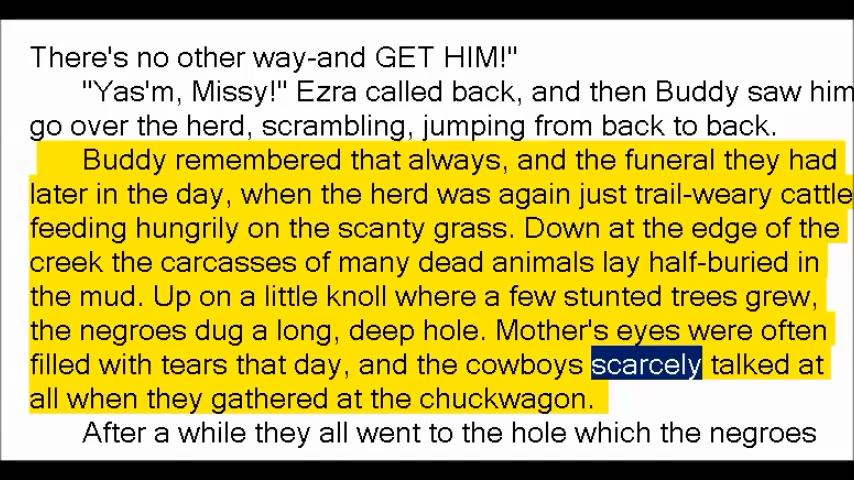 There's no other way-and GET HIM!"
"Yas'm, Missy!" Ezra called back, and then Buddy saw him
go over the herd, scrambling, jumping from back to back.
Buddy remembered that always, and the funeral they had
later in the day, when the herd was again just trail-weary cattle
feeding hungrily on the scanty grass. Down at the edge of the
creek the carcasses of many dead animals lay half-buried in
the mud. Up on a little knoll where a few stunted trees grew,
the negroes dug a long, deep hole. Mother's eyes were often
filled with tears that day, and the cowboys scarcely talked at
all when they gathered at the chuckwagon.
After a while they all went to the hole which the negroes